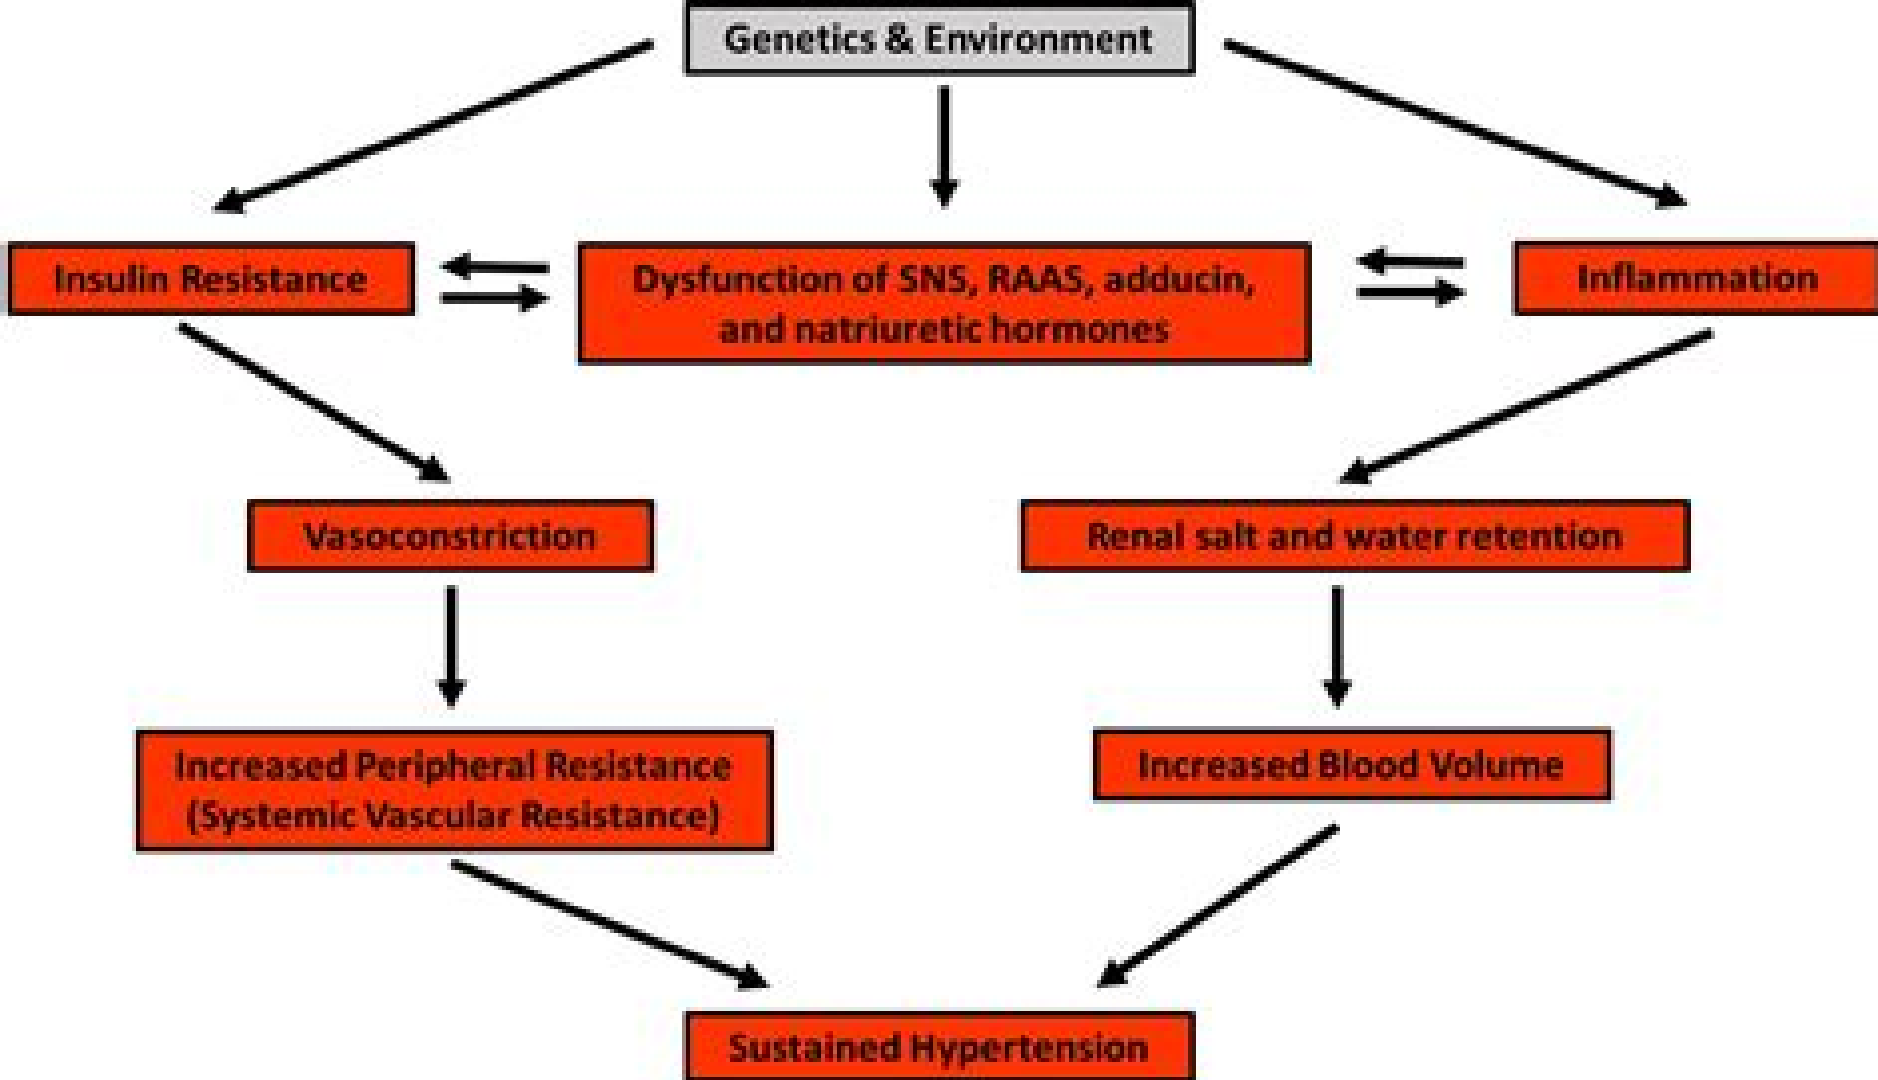 Genetics & Environment
Insulin Resistance
Dysfunction of SNS, RAAS, adducin,
and natriuretic hormones
Inflammation
Vasoconstriction
Renal salt and water retention
Increased Peripheral Resistance
(Systemic Vascular Resistance)
Increased Blood Volume
Sustained Hypertension